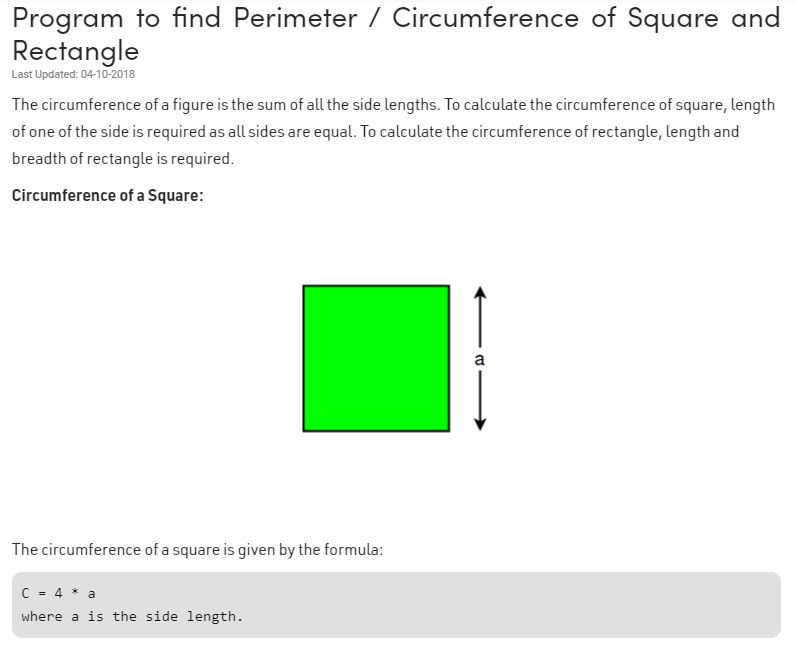 Program to find Perimeter / Circumference of Square and
Rectangle
Last Updated: 04-10-2018
The circumference of a figure is the sum of all the side lengths. To calculate the circumference of square, length
of one of the side is required as all sides are equal. To calculate the circumference of rectangle, length and
breadth of rectangle is required.
Circumference of a Square:
a
The circumference of a square is given by the formula:
C = 4 * a
where a is the side length.